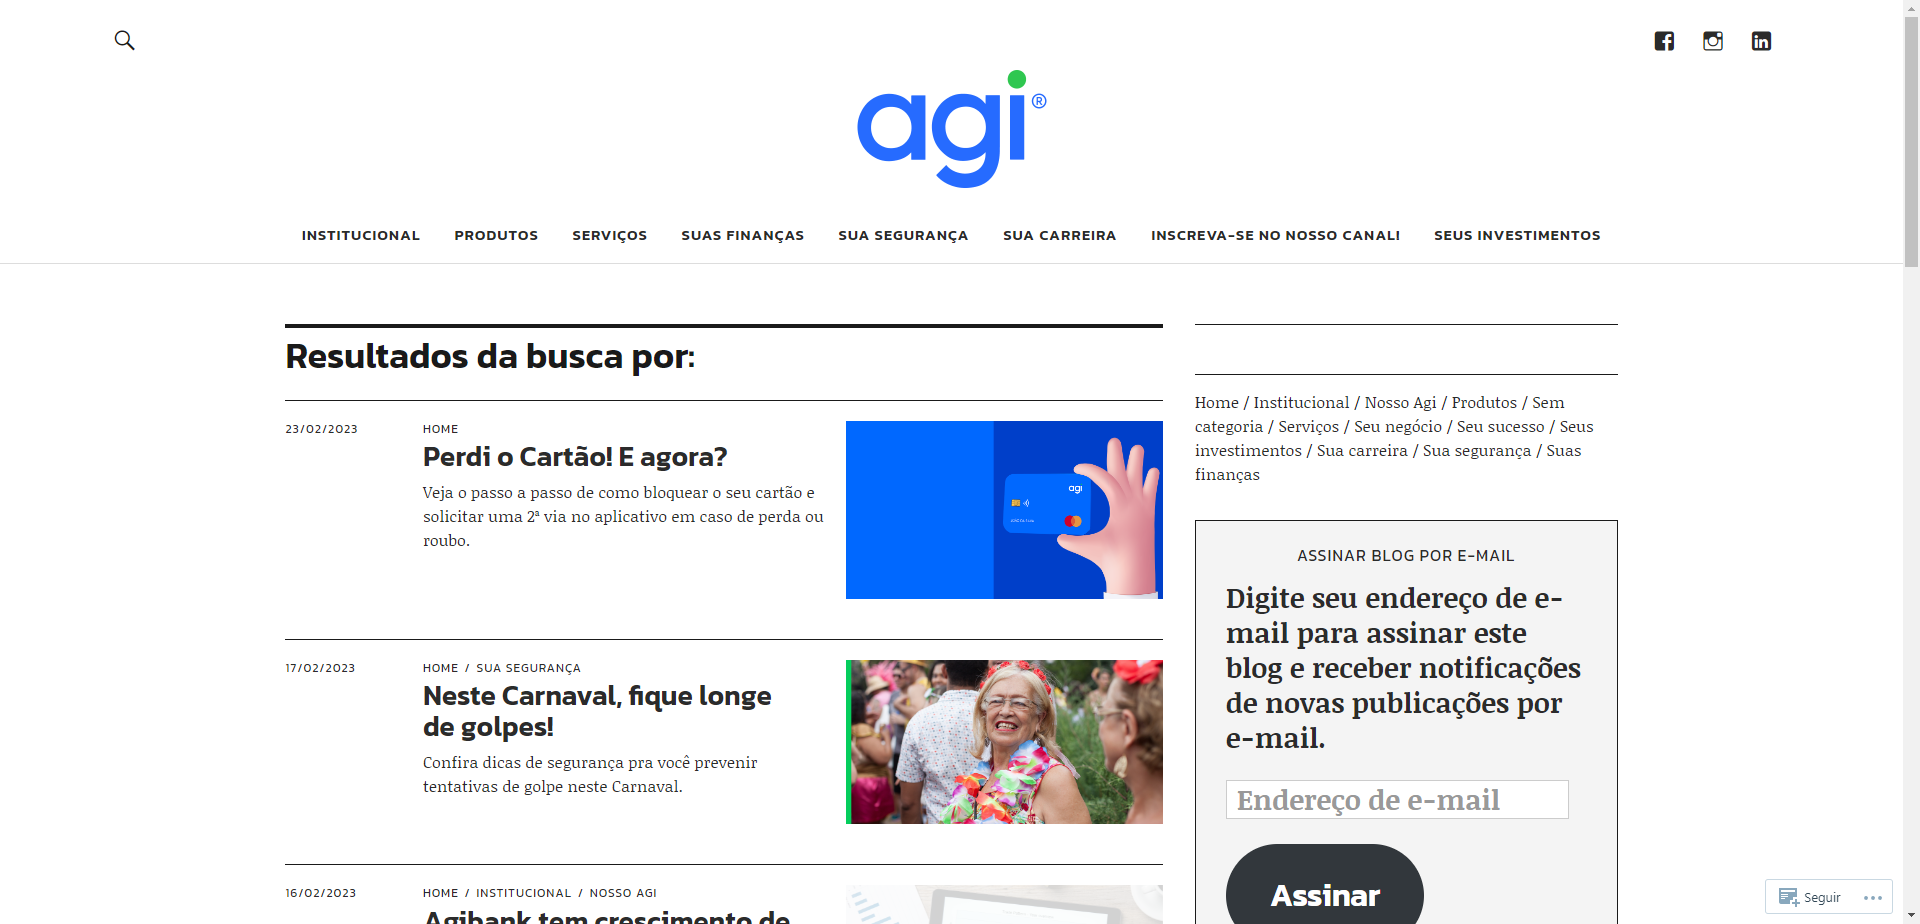 agi®
INSTITUCIONAL PRODUTOS SERVIÇOS SUAS FINANÇAS SUA SEGURANÇA SUA CARREIRA INSCREVA-SE NO NOSSO CANAL! SEUS INVESTIMENTOS
Resultados da busca por:
23/02/2023
HOME
Perdi o Cartão! E agora?
Veja o passo a passo de como bloquear o seu cartão e
solicitar uma 2ª via no aplicativo em caso de perda ou
roubo.
agi
17/02/2023
HOME / SUA SEGURANÇA
Neste Carnaval, fique longe
de golpes!
Confira dicas de segurança pra você prevenir
tentativas de golpe neste Carnaval.
16/02/2023
HOME / INSTITUCIONAL / NOSSO AGI
Agibank tem crescimento de
Home / Institucional / Nosso Agi / Produtos / Sem
categoria / Serviços / Seu negócio / Seu sucesso / Seus
investimentos / Sua carreira / Sua segurança / Suas
finanças
ASSINAR BLOG POR E-MAIL
Digite seu endereço de e-
mail para assinar este
blog e receber notificações
de novas publicações por
e-mail.
Endereço de e-mail
Assinar
Seguir